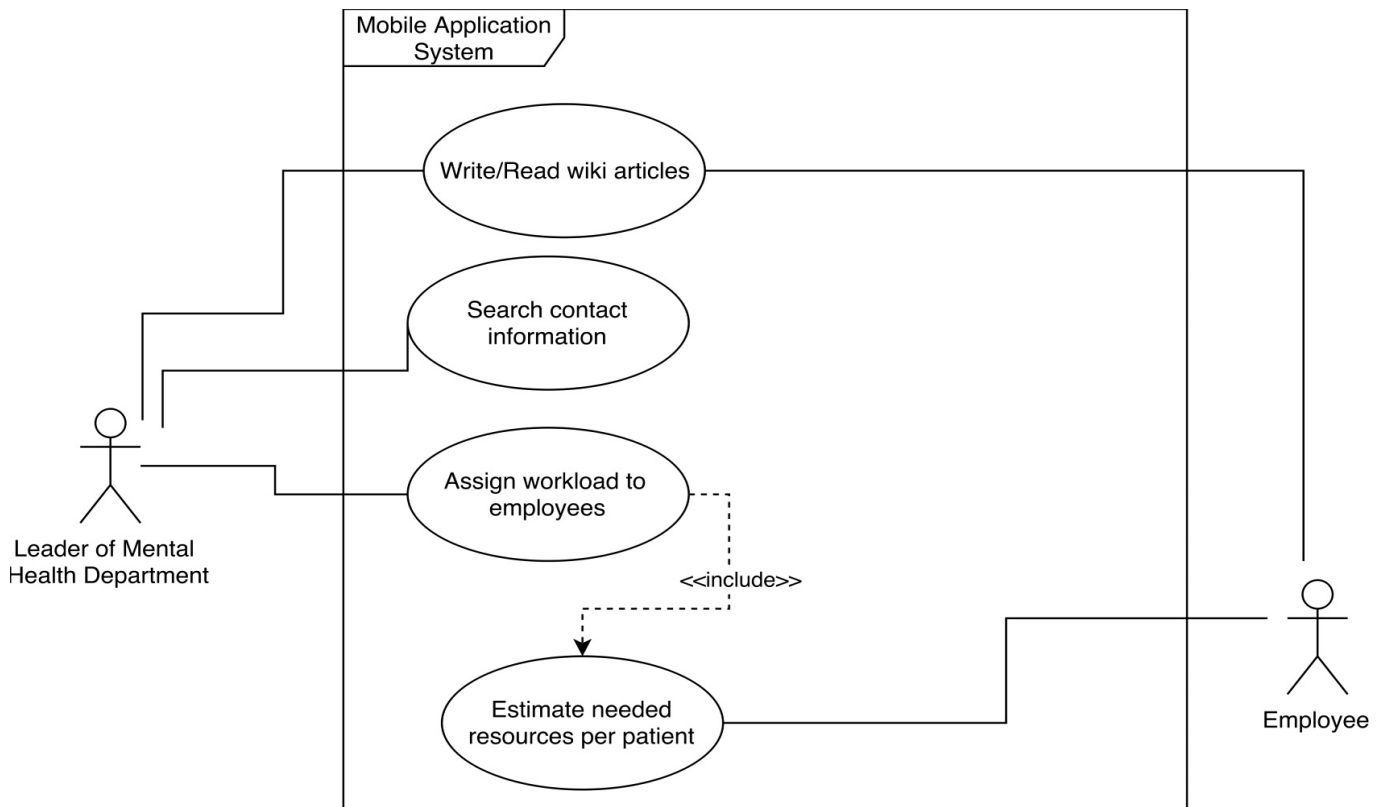 Mobile Application
System
Write/Read wiki articles
Search contact
information
Assign workload to
employees
Leader of Mental
Health Department
<<include>>
Estimate needed
resources per patient
Employee